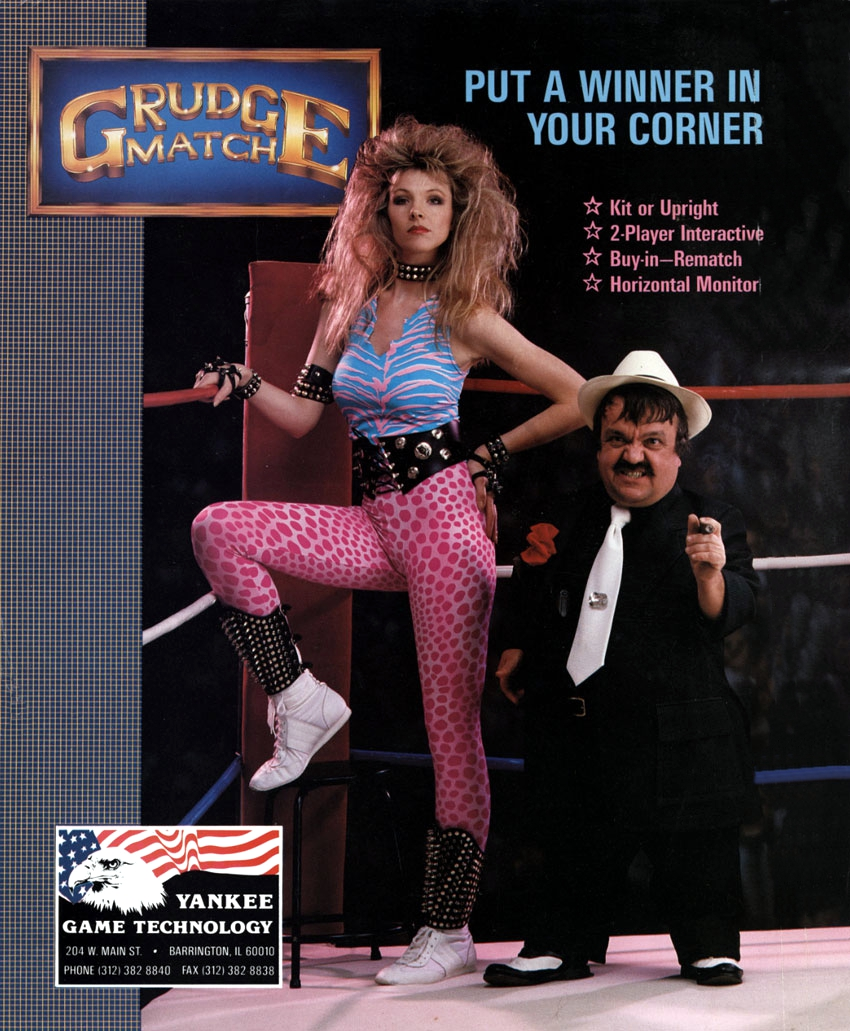 GRUDGE
MATCH
PUT A WINNER IN
YOUR CORNER
☆ Kit or Upright
☆ 2-Player Interactive
☆ Buy-in—Rematch
☆ Horizontal Monitor
YANKEE
GAME TECHNOLOGY
204 W. MAIN ST. • BARRINGTON, IL 60010
PHONE (312) 382 8840 FAX (312) 382 8838